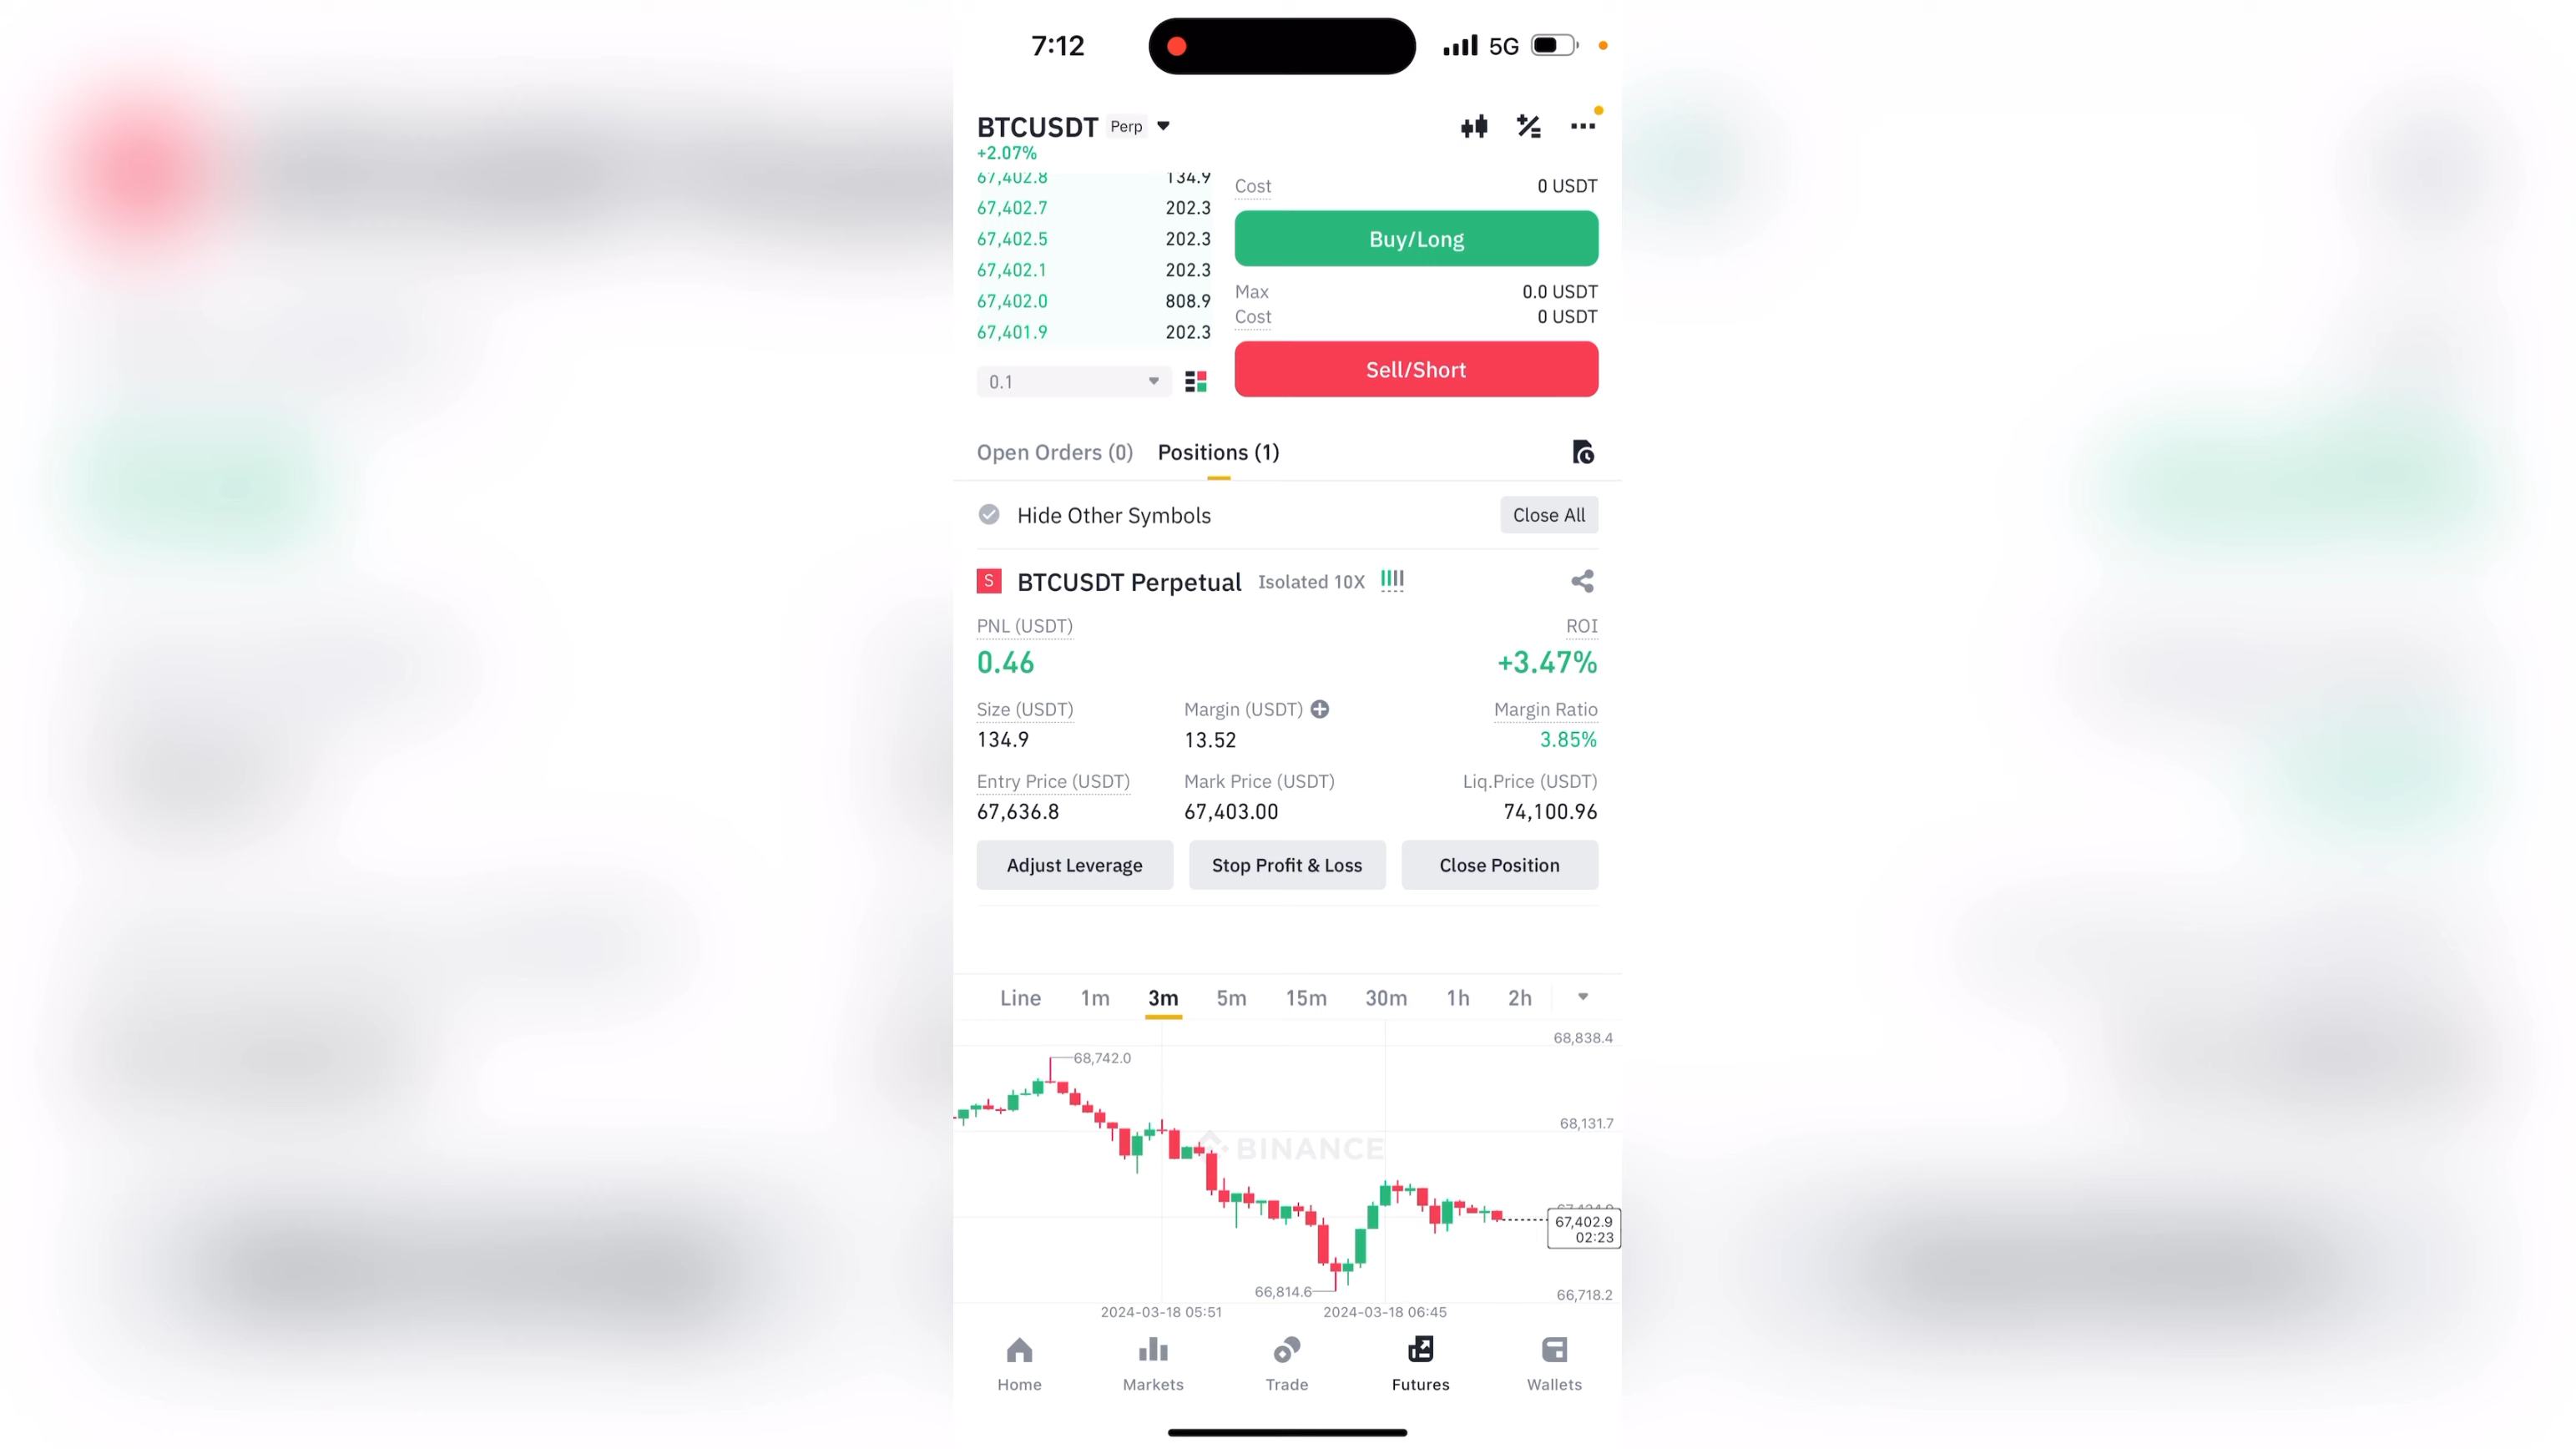 7:12 5G
BTCUSDT Perp
+2.07%
67,402.8 134.9
Cost 0 USDT
67,402.7 202.3
Buy/Long
67,402.5 202.3
67,402.1 202.3
Max 0.0 USDT
67,402.0 808.9
Cost 0 USDT
67,401.9 202.3
Sell/Short
0.1
Open Orders (0) Positions (1)
Hide Other Symbols Close All
S BTCUSDT Perpetual Isolated 10X
PNL (USDT) ROI
0.46 +3.47%
Size (USDT) Margin (USDT) Margin Ratio
134.9 13.52 3.85%
Entry Price (USDT) Mark Price (USDT) Liq.Price (USDT)
67,636.8 67,403.00 74,100.96
Adjust Leverage Stop Profit & Loss Close Position
Line 1m 3m 5m 15m 30m 1h 2h
68,838.4
68,742.0
68,131.7
BINANCE
67,402.9
02:23
66,814.6
66,718.2
2024-03-18 05:51 2024-03-18 06:45
Home Markets Trade Futures Wallets